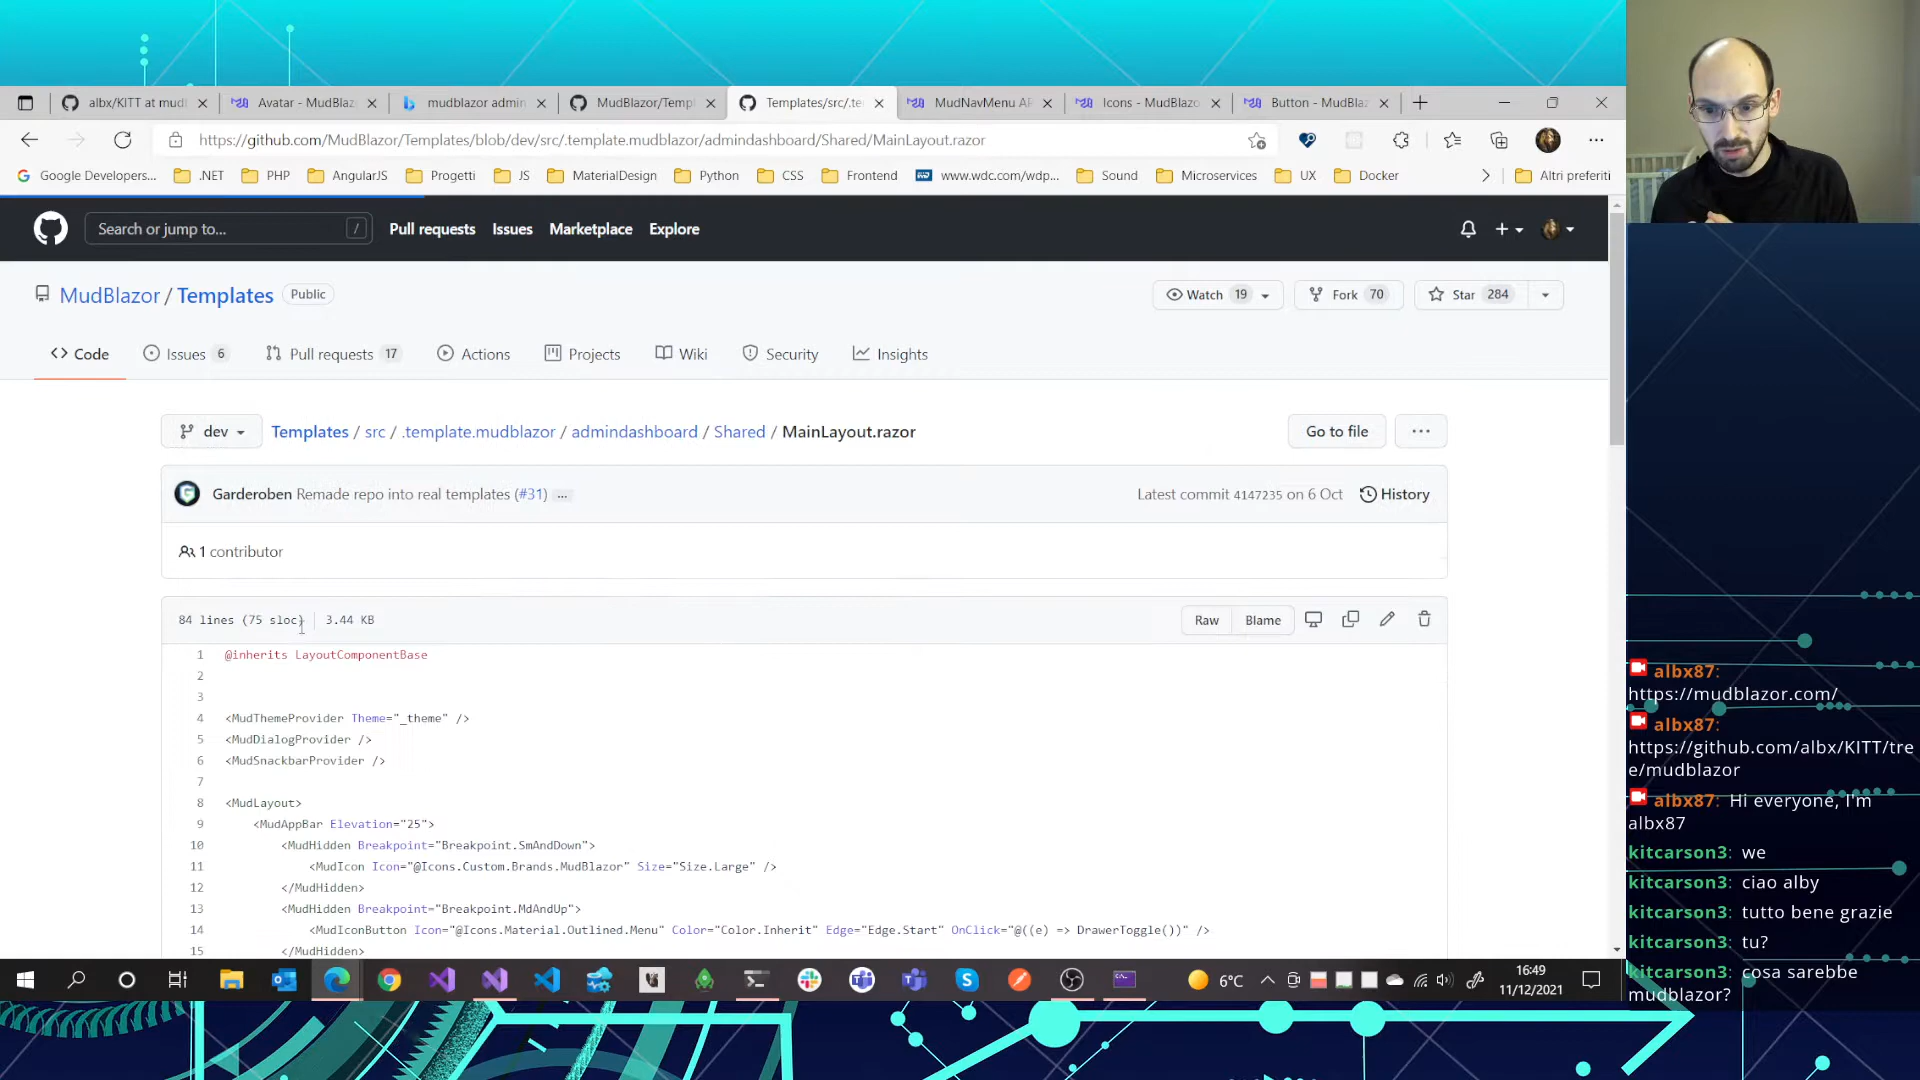 albx/KITT at mud
Avatar - MudBlaz
mudblazor admin
MudBlazor/Templ
Templates/src/.te
MudNavMenu AP
Icons - MudBlazo
Button - MudBlaz
https://github.com/MudBlazor/Templates/blob/dev/src/.template.mudblazor/admindashboard/Shared/MainLayout.razor
Google Developers...
.NET
PHP
AngularJS
Progetti
JS
MaterialDesign
Python
CSS
Frontend
www.wdc.com/wdp...
Sound
Microservices
UX
Docker
Altri preferiti
Search or jump to...
/
Pull requests
Issues
Marketplace
Explore
MudBlazor / Templates Public
Watch 19
Fork 70
Star 284
Code
Issues 6
Pull requests 17
Actions
Projects
Wiki
Security
Insights
dev
Templates / src / .template.mudblazor / admindashboard / Shared / MainLayout.razor
Go to file
Garderoben Remade repo into real templates (#31) ...
Latest commit 4147235 on 6 Oct
History
1 contributor
84 lines (75 sloc) 3.44 KB
Raw
Blame
1 @inherits LayoutComponentBase
2
3
4 <MudThemeProvider Theme="_theme" />
5 <MudDialogProvider />
6 <MudSnackbarProvider />
7
8 <MudLayout>
9 <MudAppBar Elevation="25">
10 <MudHidden Breakpoint="Breakpoint.SmAndDown">
11 <MudIcon Icon="@Icons.Custom.Brands.MudBlazor" Size="Size.Large" />
12 </MudHidden>
13 <MudHidden Breakpoint="Breakpoint.MdAndUp">
14 <MudIconButton Icon="@Icons.Material.Outlined.Menu" Color="Color.Inherit" Edge="Edge.Start" OnClick="@((e) => DrawerToggle())" />
15 </MudHidden>
6°C
16:49
11/12/2021
albx87:
https://mudblazor.com/
albx87:
https://github.com/albx/KITT/tre
e/mudblazor
albx87: Hi everyone, I'm
albx87
kitcarson3: we
kitcarson3: ciao alby
kitcarson3: tutto bene grazie
kitcarson3: tu?
kitcarson3: cosa sarebbe
mudblazor?